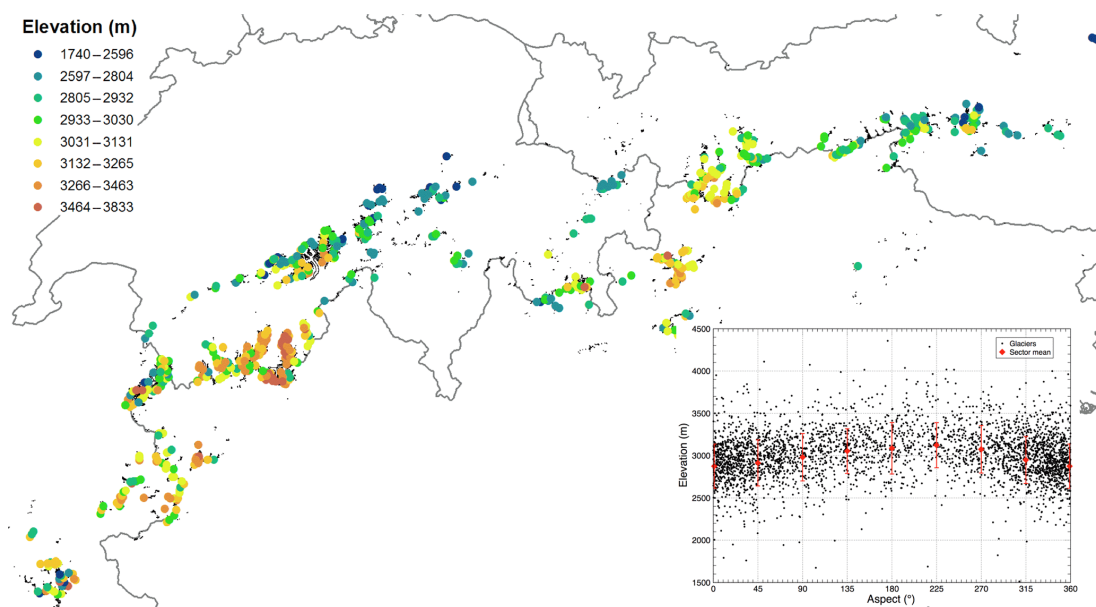 Elevation (m)
1740–2596
2597–2804
2805–2932
2933–3030
3031–3131
3132–3265
3266–3463
3464–3833
4500
4000
3500
3000
2500
2000
1500
Elevation (m)
Glaciers
Sector mean
0 45 90 135 180 225 270 315 360
Aspect (°)